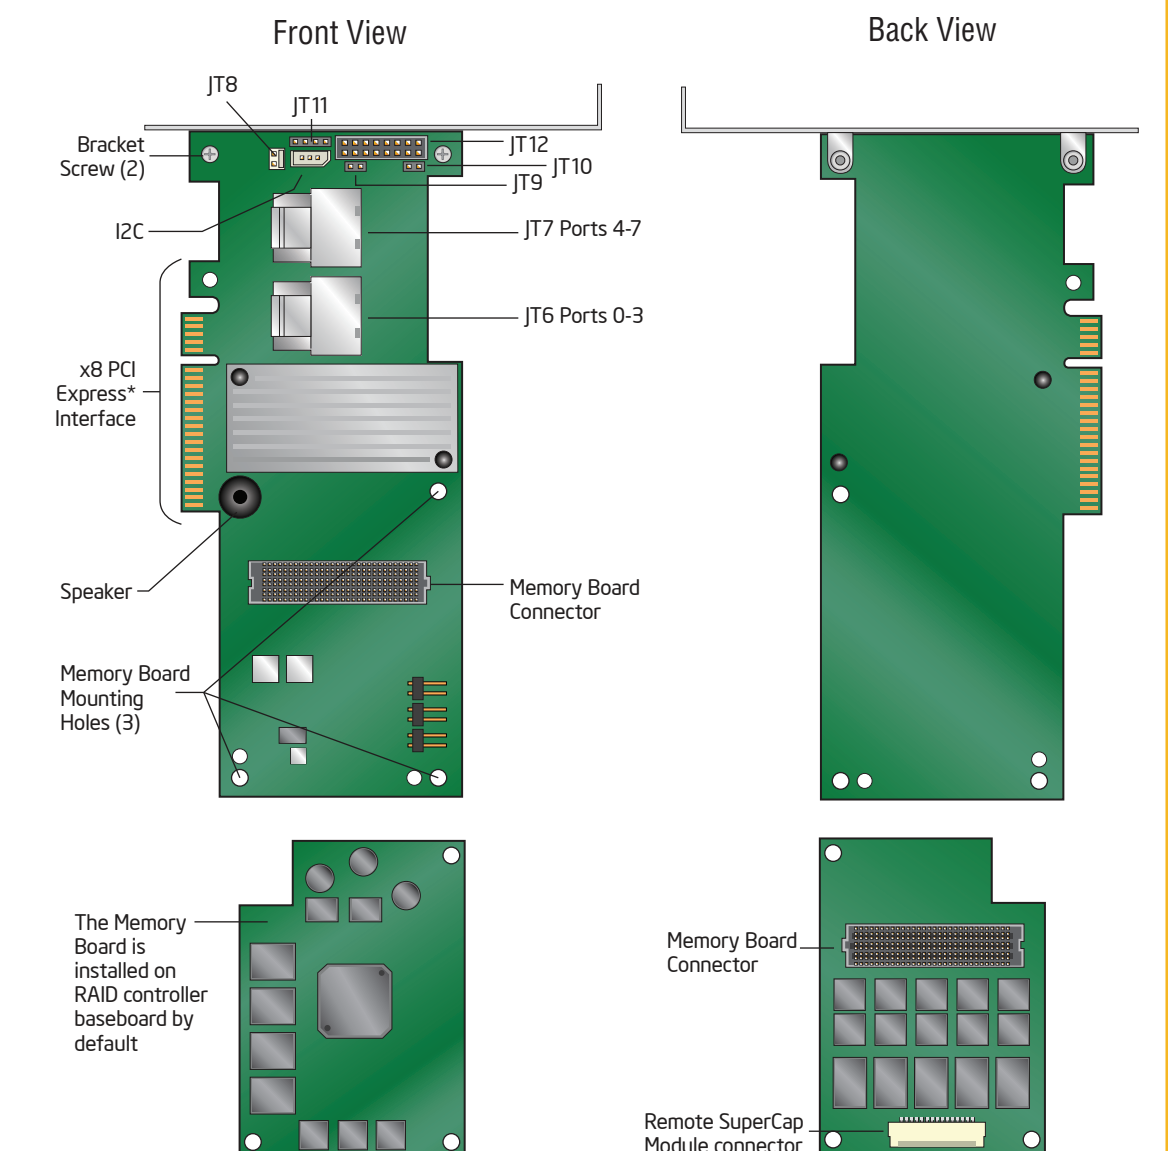 Front View
Back View
JT8
JT11
Bracket
Screw (2)
JT12
JT10
JT9
I2C
JT7 Ports 4-7
JT6 Ports 0-3
x8 PCI
Express*
Interface
Speaker
Memory Board
Connector
Memory Board
Mounting
Holes (3)
The Memory
Board is
installed on
RAID controller
baseboard by
default
Memory Board
Connector
Remote SuperCap
Module connector